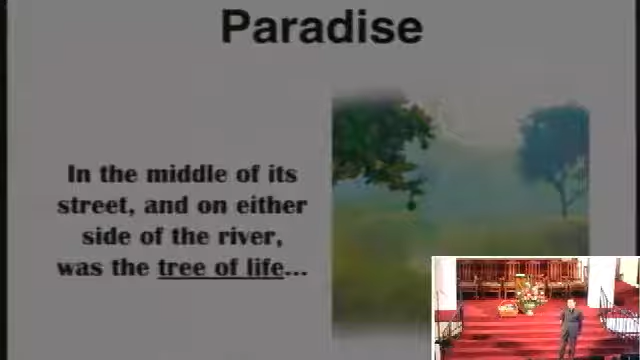 Paradise
In the middle of its
street, and on either
side of the river,
was the tree of life...